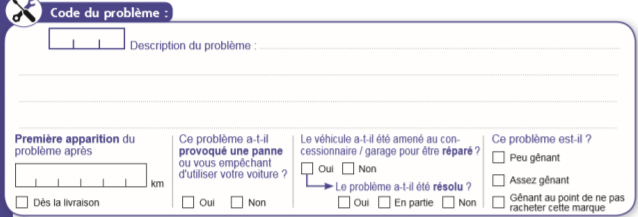 Code du problème :
Description du problème :
Première apparition du
problème après
km
Dès la livraison
Ce problème a-t-il
provoqué une panne
ou vous empêchant
d'utiliser votre voiture ?
Oui Non
Le véhicule a-t-il été amené au con-
cessionnaire / garage pour être réparé ?
Oui Non
Le problème a-t-il été résolu ?
Oui En partie Non
Ce problème est-il ?
Peu gênant
Assez gênant
Gênant au point de ne pas
racheter cette marque